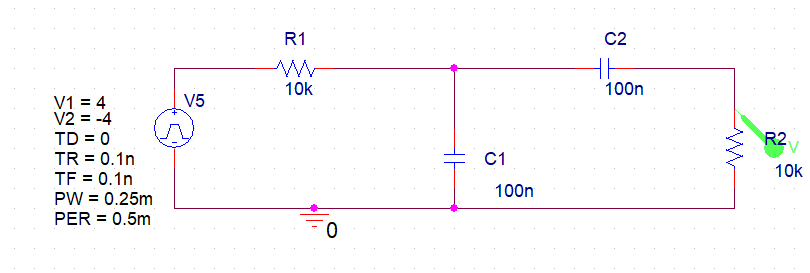 R1
10k
C2
100n
V5
V1 = 4
V2 = -4
TD = 0
TR = 0.1n
TF = 0.1n
PW = 0.25m
PER = 0.5m
C1
100n
R2
V
10k
0